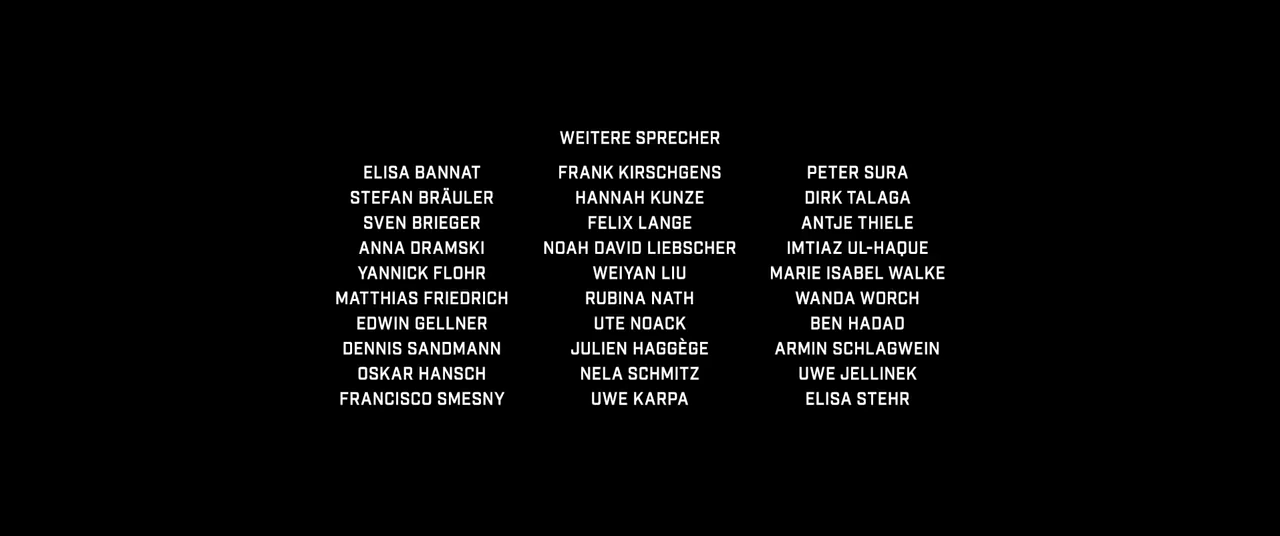 WEITERE SPRECHER
ELISA BANNAT FRANK KIRSCHGENS PETER SURA
STEFAN BRÄULER HANNAH KUNZE DIRK TALAGA
SVEN BRIEGER FELIX LANGE ANTJE THIELE
ANNA DRAMSKI NOAH DAVID LIEBSCHER IMTIAZ UL-HAQUE
YANNICK FLOHR WEIYAN LIU MARIE ISABEL WALKE
MATTHIAS FRIEDRICH RUBINA NATH WANDA WORCH
EDWIN GELLNER UTE NOACK BEN HADAD
DENNIS SANDMANN JULIEN HAGGÈGE ARMIN SCHLAGWEIN
OSKAR HANSCH NELA SCHMITZ UWE JELLINEK
FRANCISCO SMESNY UWE KARPA ELISA STEHR